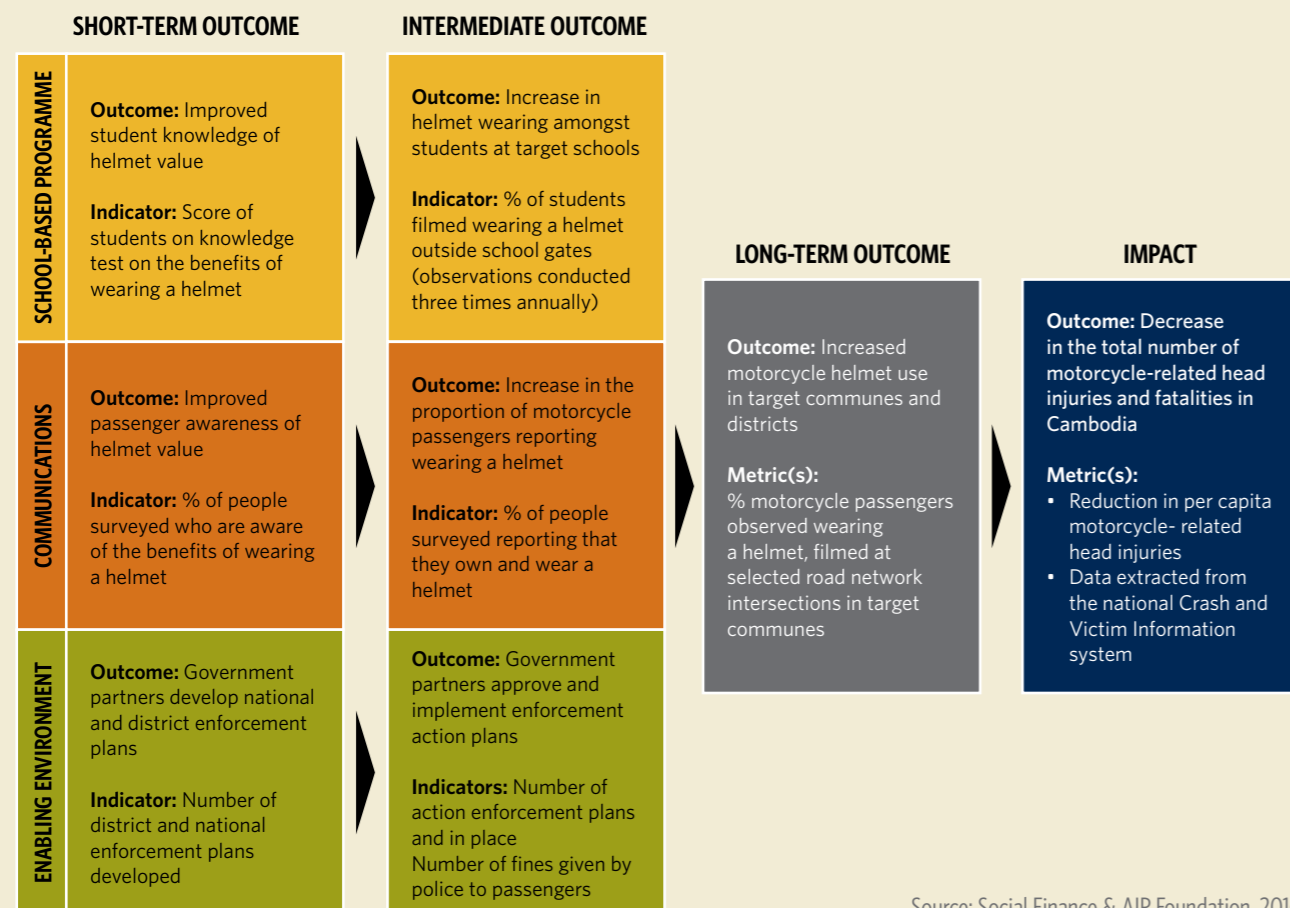 SHORT-TERM OUTCOME
INTERMEDIATE OUTCOME
SCHOOL-BASED PROGRAMME
Outcome: Improved
student knowledge of
helmet value
Indicator: Score of
students on knowledge
test on the benefits of
wearing a helmet
Outcome: Increase in
helmet wearing amongst
students at target schools
Indicator: % of students
filmed wearing a helmet
outside school gates
(observations conducted
three times annually)
COMMUNICATIONS
Outcome: Improved
passenger awareness of
helmet value
Indicator: % of people
surveyed who are aware
of the benefits of wearing
a helmet
Outcome: Increase in the
proportion of motorcycle
passengers reporting
wearing a helmet
Indicator: % of people
surveyed reporting that
they own and wear a
helmet
ENABLING ENVIRONMENT
Outcome: Government
partners develop national
and district enforcement
plans
Indicator: Number of
district and national
enforcement plans
developed
Outcome: Government
partners approve and
implement enforcement
action plans
Indicators: Number of
action enforcement plans
and in place
Number of fines given by
police to passengers
LONG-TERM OUTCOME
Outcome: Increased
motorcycle helmet use
in target communes and
districts
Metric(s):
% motorcycle passengers
observed wearing
a helmet, filmed at
selected road network
intersections in target
communes
IMPACT
Outcome: Decrease
in the total number of
motorcycle-related head
injuries and fatalities in
Cambodia
Metric(s):
• Reduction in per capita
motorcycle- related
head injuries
• Data extracted from
the national Crash and
Victim Information
system
Source: Social Finance & AIP Foundation, 201